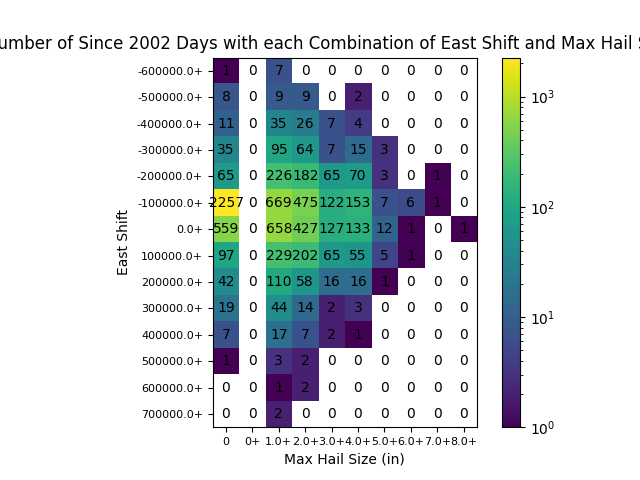 umber of Since 2002 Days with each Combination of East Shift and Max Hail S
-600000.0+ 1 0 7 0 0 0 0 0 0 0
-500000.0+ 8 0 9 9 0 2 0 0 0 0
-400000.0+ 11 0 35 26 7 4 0 0 0 0
-300000.0+ 35 0 95 64 7 15 3 0 0 0
-200000.0+ 65 0 226 182 65 70 3 0 1 0
-100000.0+ 2257 0 669 475 122 153 7 6 1 0
0.0+ 559 0 658 427 127 133 12 1 0 1
100000.0+ 97 0 229 202 65 55 5 1 0 0
200000.0+ 42 0 110 58 16 16 1 0 0 0
300000.0+ 19 0 44 14 2 3 0 0 0 0
400000.0+ 7 0 17 7 2 1 0 0 0 0
500000.0+ 1 0 3 2 0 0 0 0 0 0
600000.0+ 0 0 1 2 0 0 0 0 0 0
700000.0+ 0 0 2 0 0 0 0 0 0 0
0 0+ 1.0+ 2.0+ 3.0+ 4.0+ 5.0+ 6.0+ 7.0+ 8.0+
Max Hail Size (in)
East Shift
10³
10²
10¹
10⁰